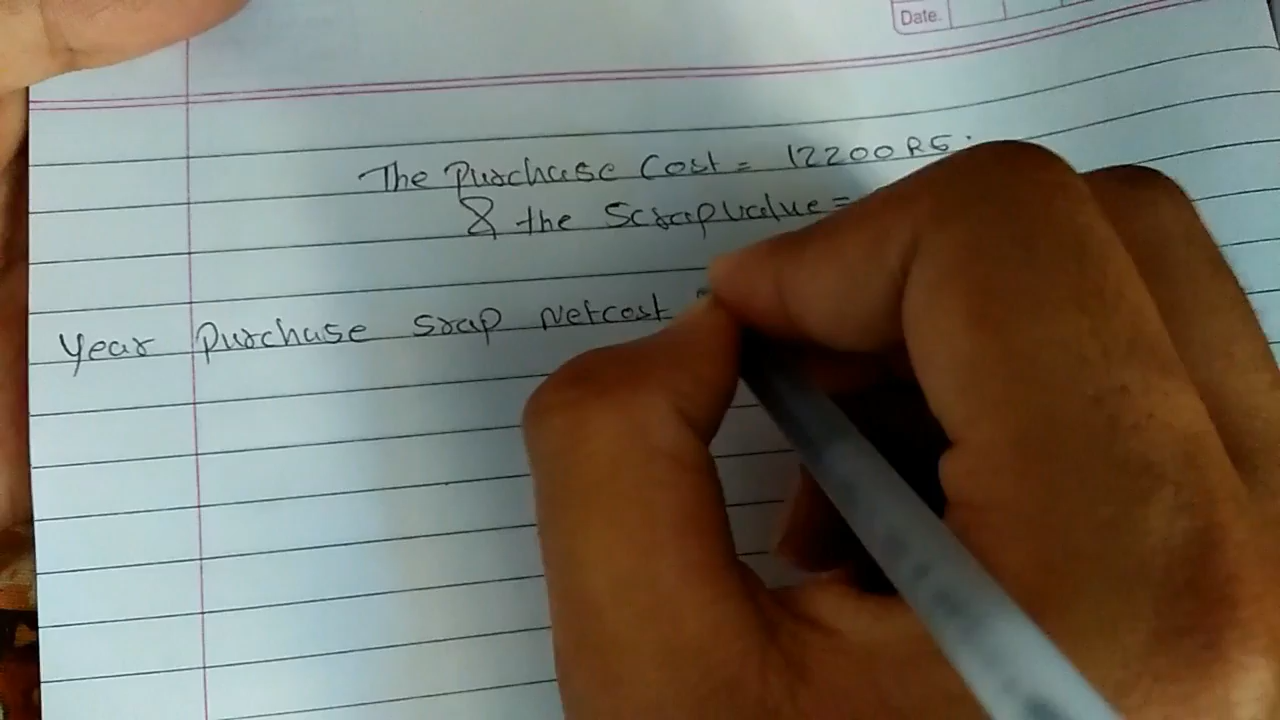 Date.
The Purchase Cost = 12200 RS.
& the Scrap value =
Year Purchase srap Netcost